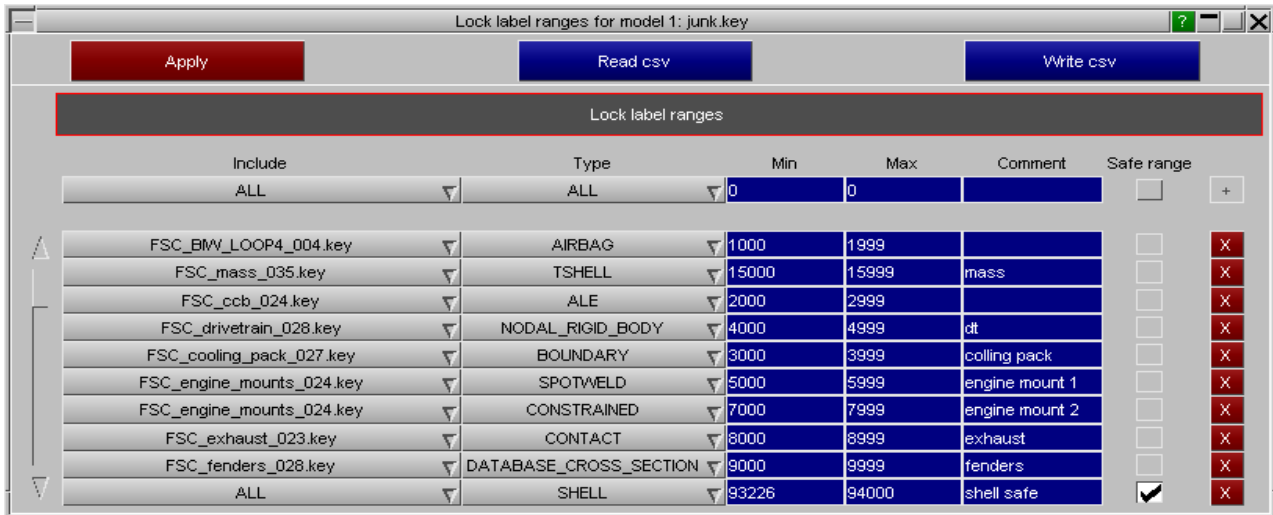 Lock label ranges for model 1: junk.key ?
Apply Read csv Write csv
Lock label ranges
Include Type Min Max Comment Safe range
ALL ALL 0 0 +
FSC_BIW_LOOP4_004.key AIRBAG 1000 1999 X
FSC_mass_035.key TSHELL 15000 15999 mass X
FSC_ccb_024.key ALE 2000 2999 X
FSC_drivetrain_028.key NODAL_RIGID_BODY 4000 4999 dt X
FSC_cooling_pack_027.key BOUNDARY 3000 3999 colling pack X
FSC_engine_mounts_024.key SPOTWELD 5000 5999 engine mount 1 X
FSC_engine_mounts_024.key CONSTRAINED 7000 7999 engine mount 2 X
FSC_exhaust_023.key CONTACT 8000 8999 exhaust X
FSC_fenders_028.key DATABASE_CROSS_SECTION 9000 9999 fenders X
ALL SHELL 93226 94000 shell safe X